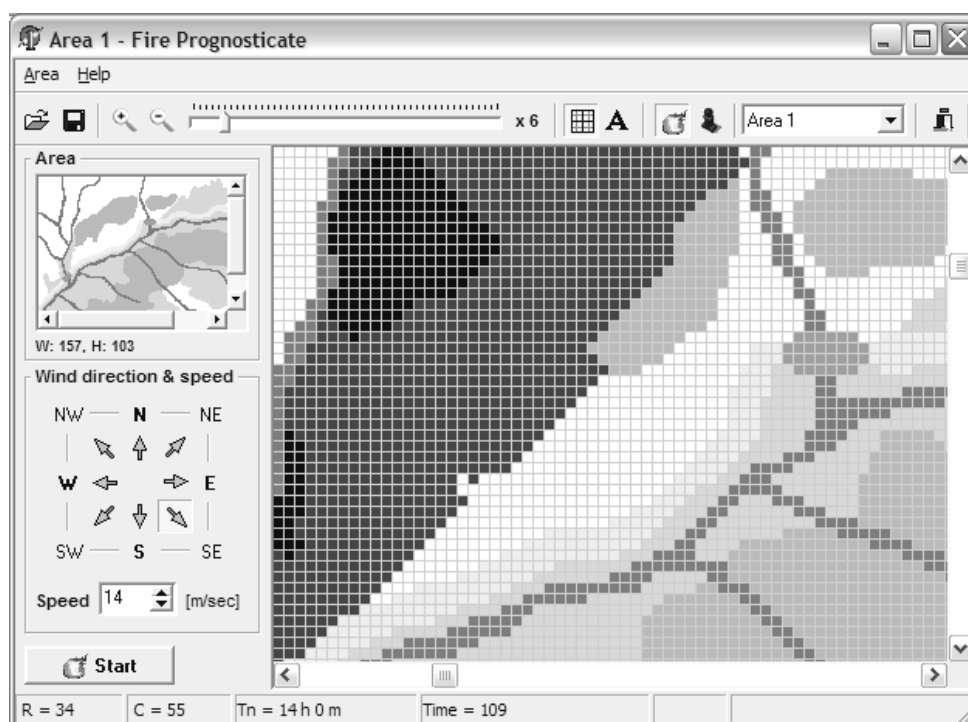 Area 1 - Fire Prognosticate
Area Help
x 6 A Area 1
Area
W: 157, H: 103
Wind direction & speed
NW N NE
W E
SW S SE
Speed 14 [m/sec]
Start
R = 34 C = 55 Tn = 14 h 0 m Time = 109